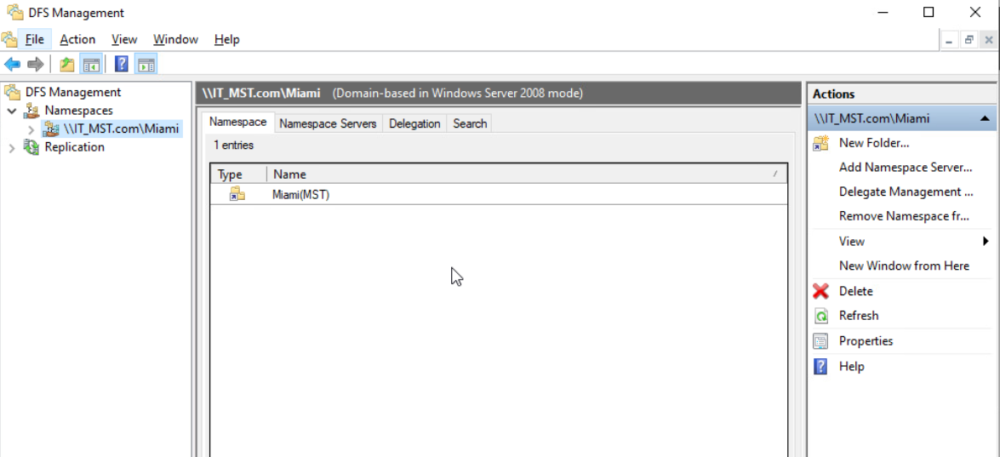 DFS Management
File Action View Window Help
DFS Management
Namespaces
\\IT_MST.com\Miami
Replication
\\IT_MST.com\Miami (Domain-based in Windows Server 2008 mode)
Namespace Namespace Servers Delegation Search
1 entries
Type Name
Miami(MST)
Actions
\\IT_MST.com\Miami
New Folder...
Add Namespace Server...
Delegate Management ...
Remove Namespace fr...
View
New Window from Here
Delete
Refresh
Properties
Help